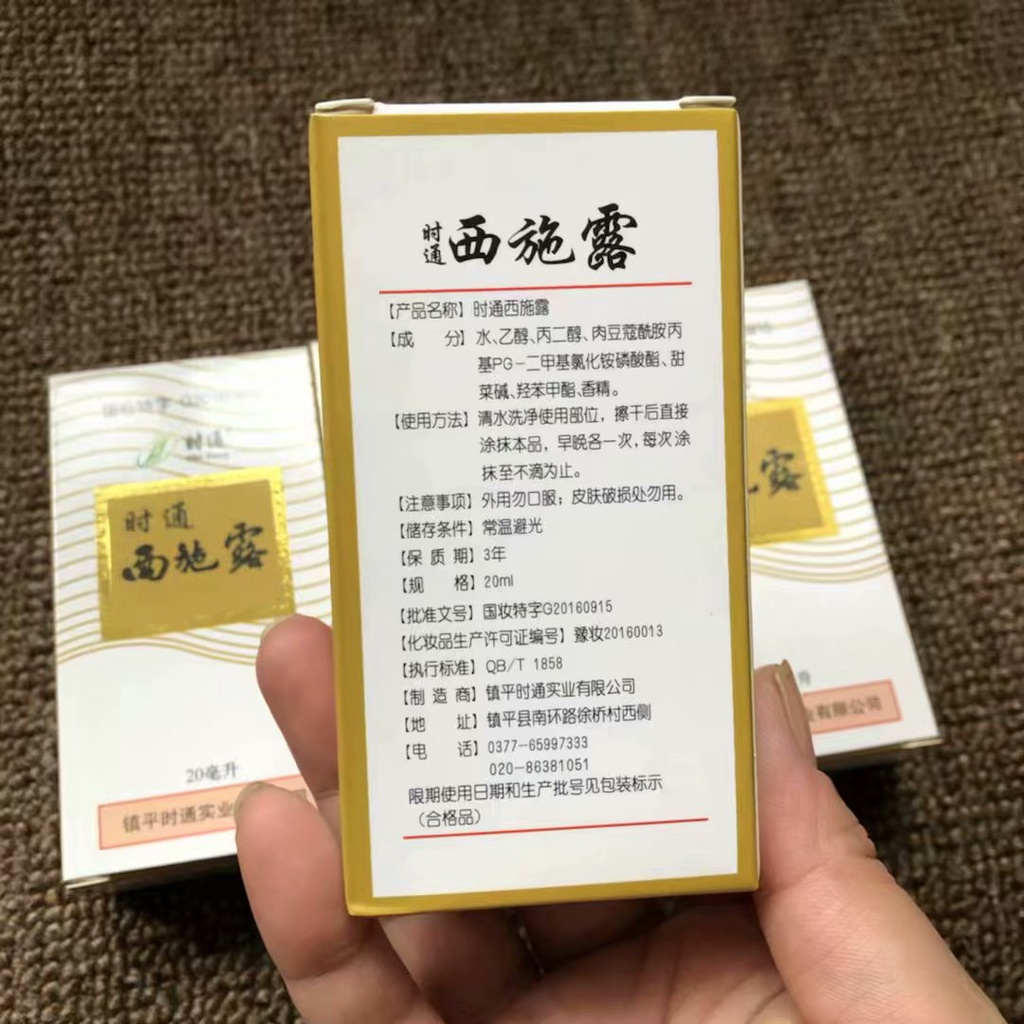 时通
西施露
【产品名称】时通西施露
【成 分】水、乙醇、丙二醇、肉豆蔻酰胺丙
基PG-二甲基氯化铵磷酸酯、甜
菜碱、羟苯甲酯、香精。
【使用方法】清水洗净使用部位，擦干后直接
涂抹本品，早晚各一次，每次涂
抹至不滴为止。
【注意事项】外用勿口服；皮肤破损处勿用。
【储存条件】常温避光
【保 质 期】3年
【规 格】20ml
【批准文号】国妆特字G20160915
【化妆品生产许可证编号】豫妆20160013
【执行标准】QB/T 1858
【制 造 商】镇平时通实业有限公司
【地 址】镇平县南环路徐桥村西侧
【电 话】0377-65997333
020-86381051
限期使用日期和生产批号见包装标示
（合格品）
时通
时通
西施露
20毫升
镇平时通实业
露
升
有限公司